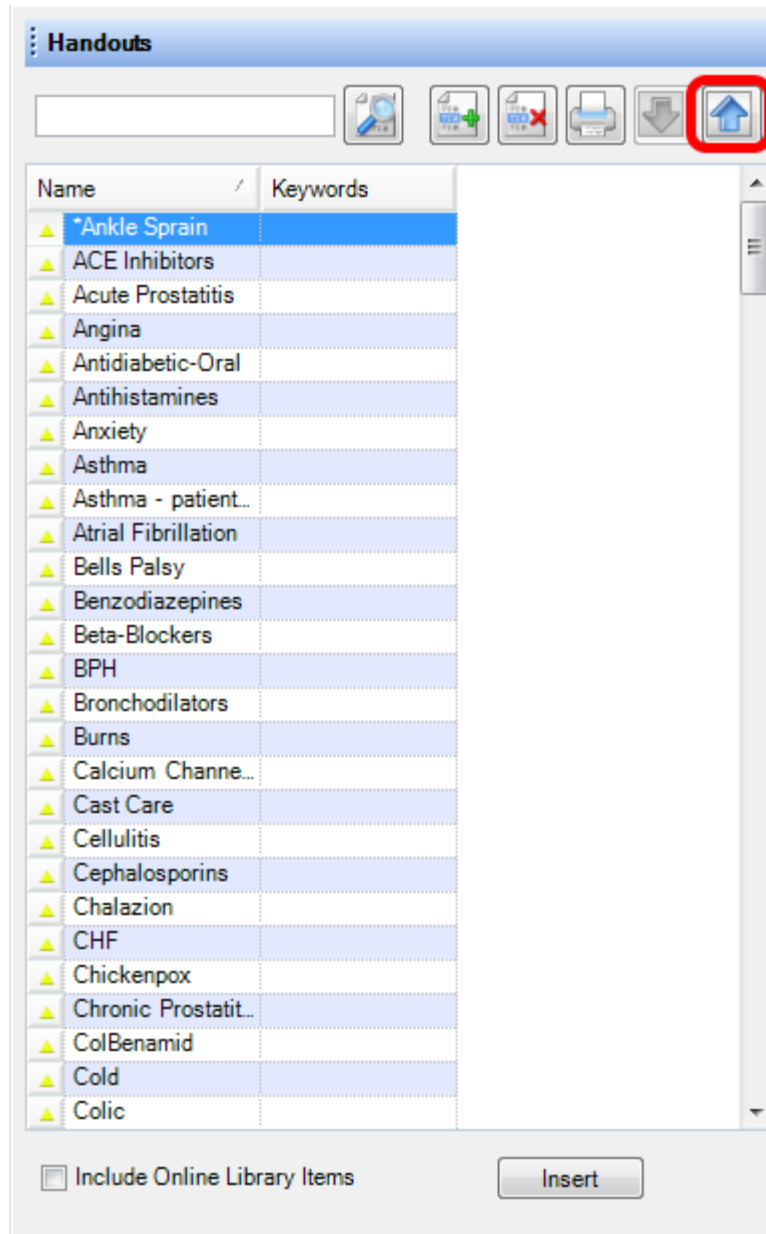 Handouts
Name Keywords
*Ankle Sprain
ACE Inhibitors
Acute Prostatitis
Angina
Antidiabetic-Oral
Antihistamines
Anxiety
Asthma
Asthma - patient...
Atrial Fibrillation
Bells Palsy
Benzodiazepines
Beta-Blockers
BPH
Bronchodilators
Burns
Calcium Channe...
Cast Care
Cellulitis
Cephalosporins
Chalazion
CHF
Chickenpox
Chronic Prostatit...
ColBenamid
Cold
Colic
Include Online Library Items Insert